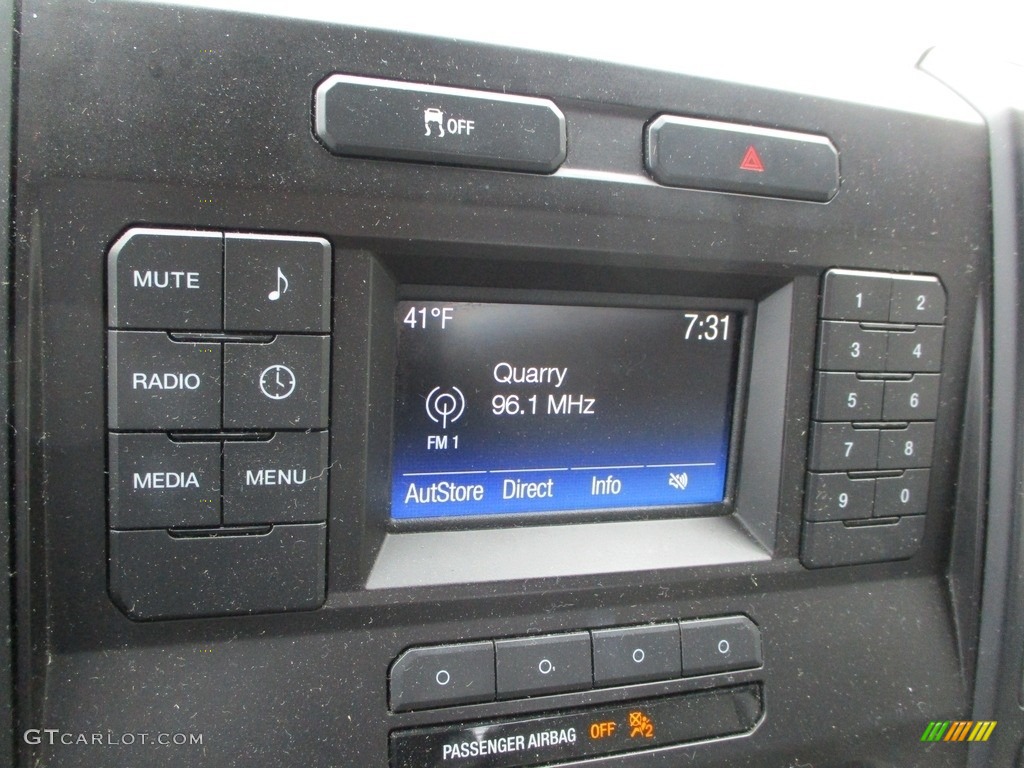 OFF
MUTE
RADIO
MEDIA MENU
41°F 7:31
Quarry
96.1 MHz
FM 1
AutStore Direct Info
1 2
3 4
5 6
7 8
9 0
PASSENGER AIRBAG OFF 2
GTCARLOT.COM